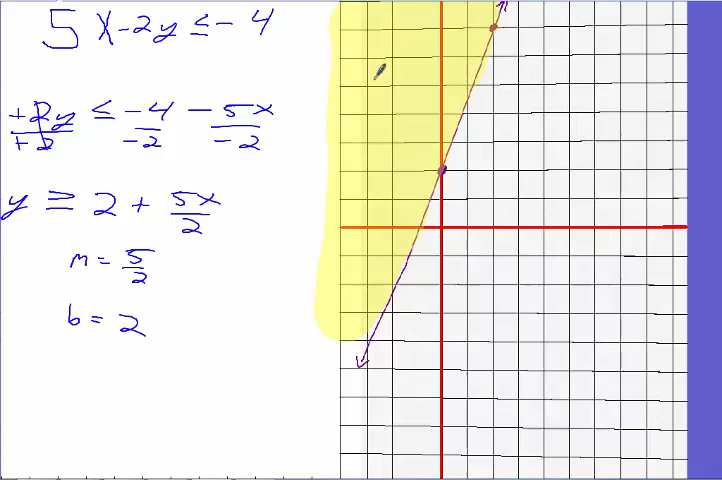 5x-2y ≤ -4
+2y ≤ -4 - 5x
+2 -2 -2
y ≥ 2 + 5x
2
m = 5
2
b = 2